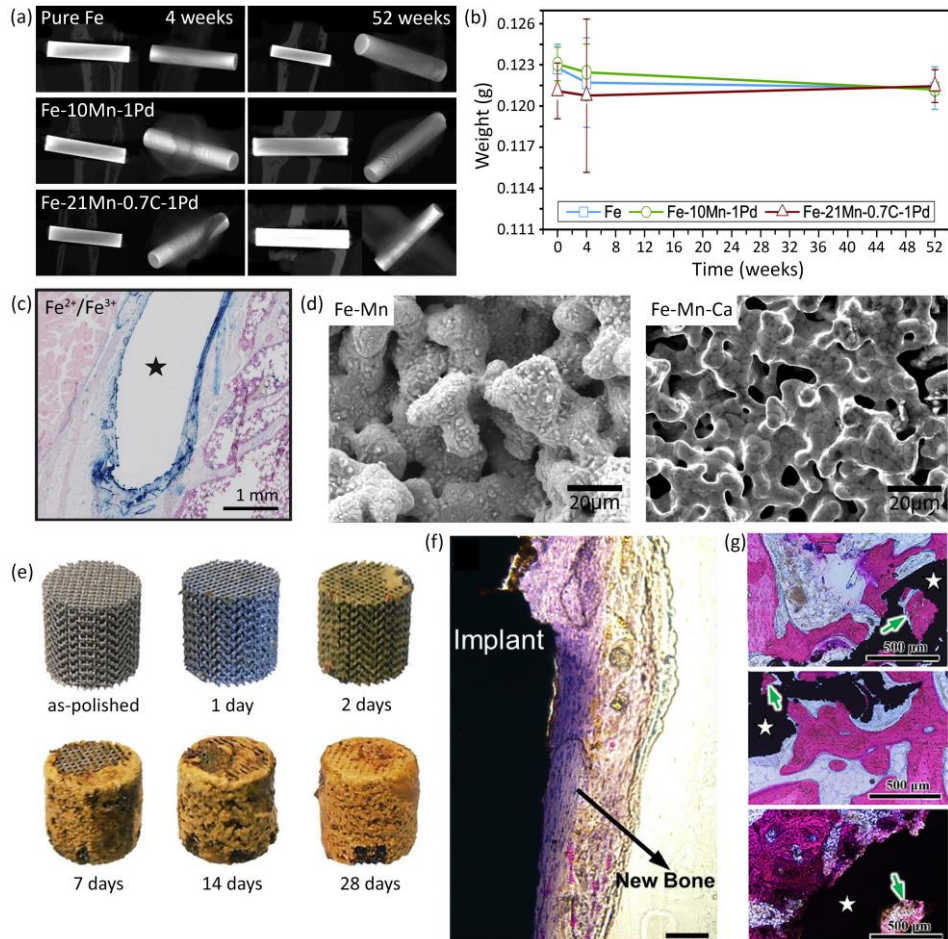 (a)
Pure Fe 4 weeks 52 weeks
Fe-10Mn-1Pd
Fe-21Mn-0.7C-1Pd
(b)
Weight (g)
0.126
0.123
0.120
0.117
0.114
0.111
Fe Fe-10Mn-1Pd Fe-21Mn-0.7C-1Pd
0 4 8 12 16 20 24 28 32 36 40 44 48 52
Time (weeks)
(c)
Fe²⁺/Fe³⁺
1 mm
(d)
Fe-Mn
20µm
Fe-Mn-Ca
20µm
(e)
as-polished 1 day 2 days
7 days 14 days 28 days
(f)
Implant
New Bone
(g)
500 µm
500 µm
500 µm